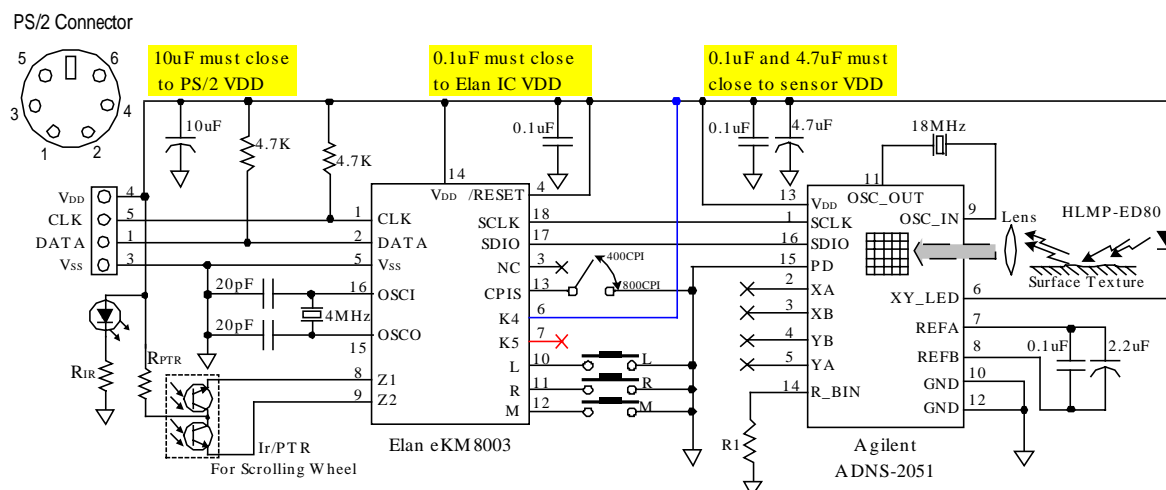 PS/2 Connector
5 6
3 4
1 2
10uF must close
to PS/2 VDD
0.1uF must close
to Elan IC VDD
0.1uF and 4.7uF must
close to sensor VDD
10uF
4.7K
4.7K
0.1uF
0.1uF
4.7uF
18MHz
VDD 4
CLK 5
DATA 1
VSS 3
14
VDD /RESET 4
1 CLK
2 DATA
5 VSS
16 OSCI
OSCO
15
8 Z1
9 Z2
SCLK 18
SDIO 17
NC 3
CPIS 13
K4 6
K5 7
L 10
R 11
M 12
400CPI
800CPI
L
R
M
20pF
20pF
4MHz
RIR
RPTR
Ir/PTR
For Scrolling Wheel
Elan eKM8003
11
OSC_OUT
13 VDD
OSC_IN 9
1 SCLK
16 SDIO
15 PD
2 XA
3 XB
4 YB
5 YA
14 R_BIN
XY_LED 6
REFA 7
REFB 8
GND 10
GND 12
R1
Lens
HLMP-ED80
Surface Texture
0.1uF
2.2uF
Agilent
ADNS-2051